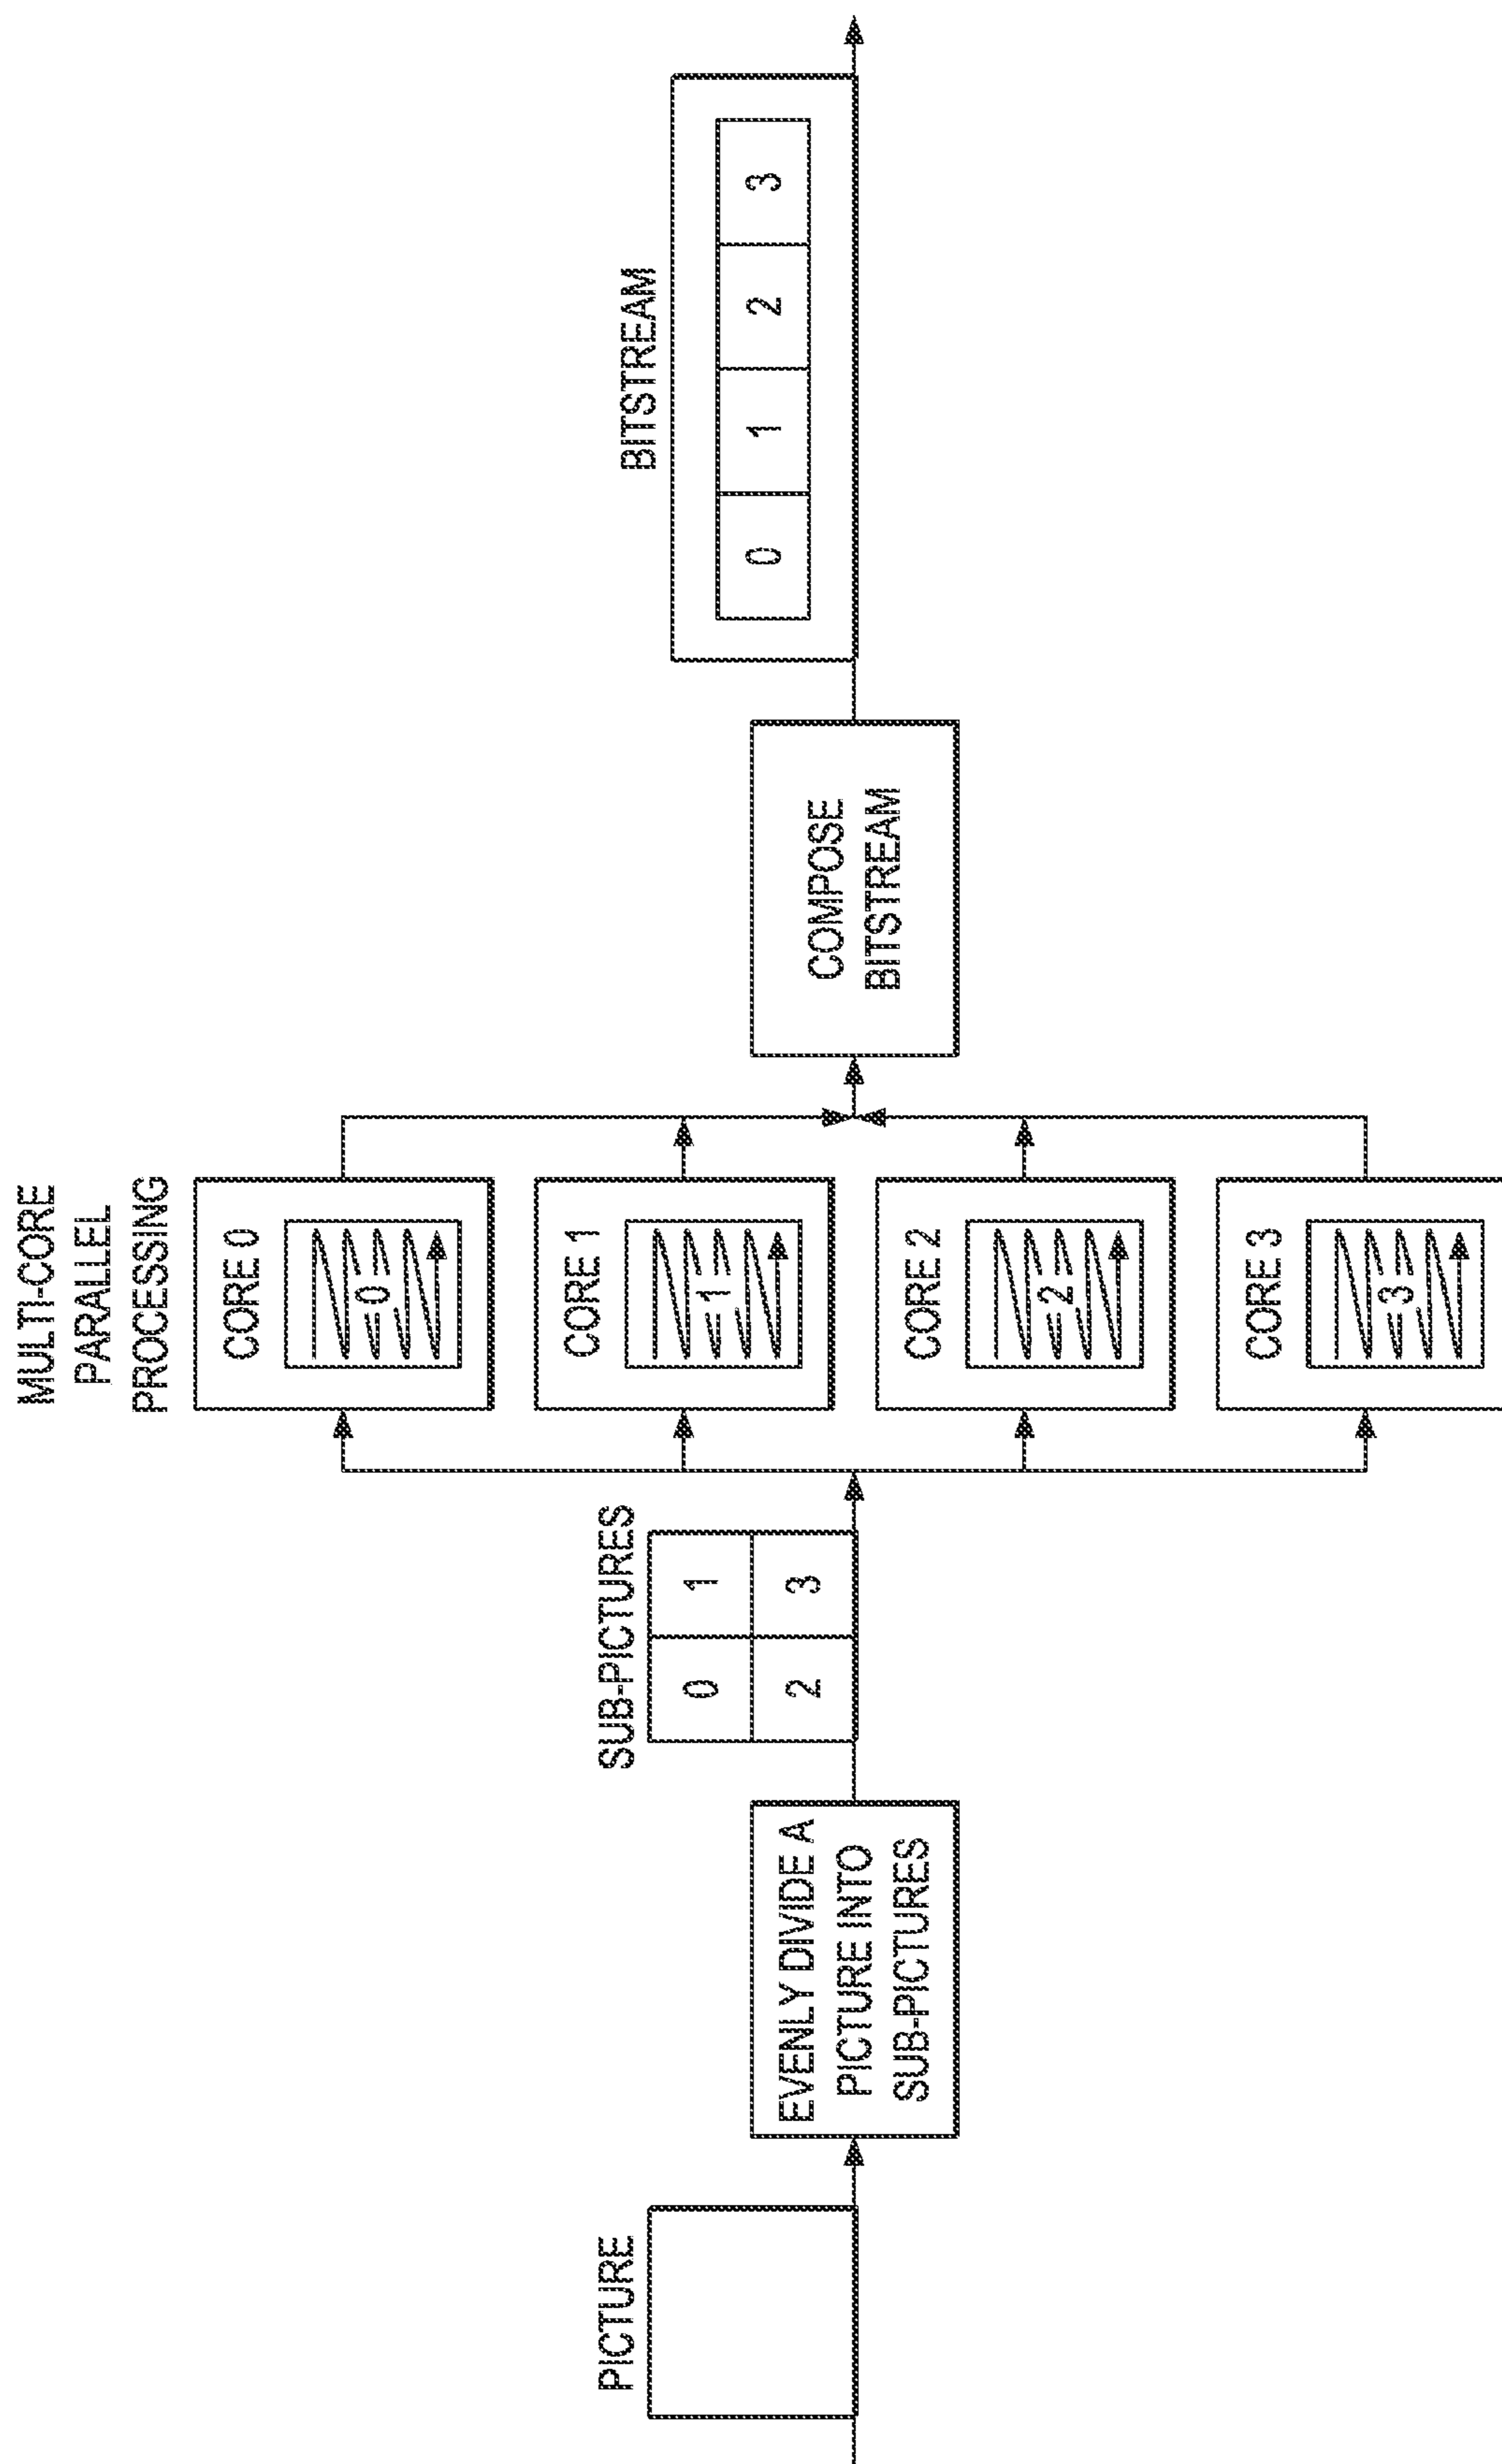 PICTURE
EVENLY DIVIDE A
PICTURE INTO
SUB-PICTURES
SUB-PICTURES
0 1
2 3
MULTI-CORE
PARALLEL
PROCESSING
CORE 0
0
CORE 1
1
CORE 2
2
CORE 3
3
COMPOSE
BITSTREAM
BITSTREAM
0 1 2 3